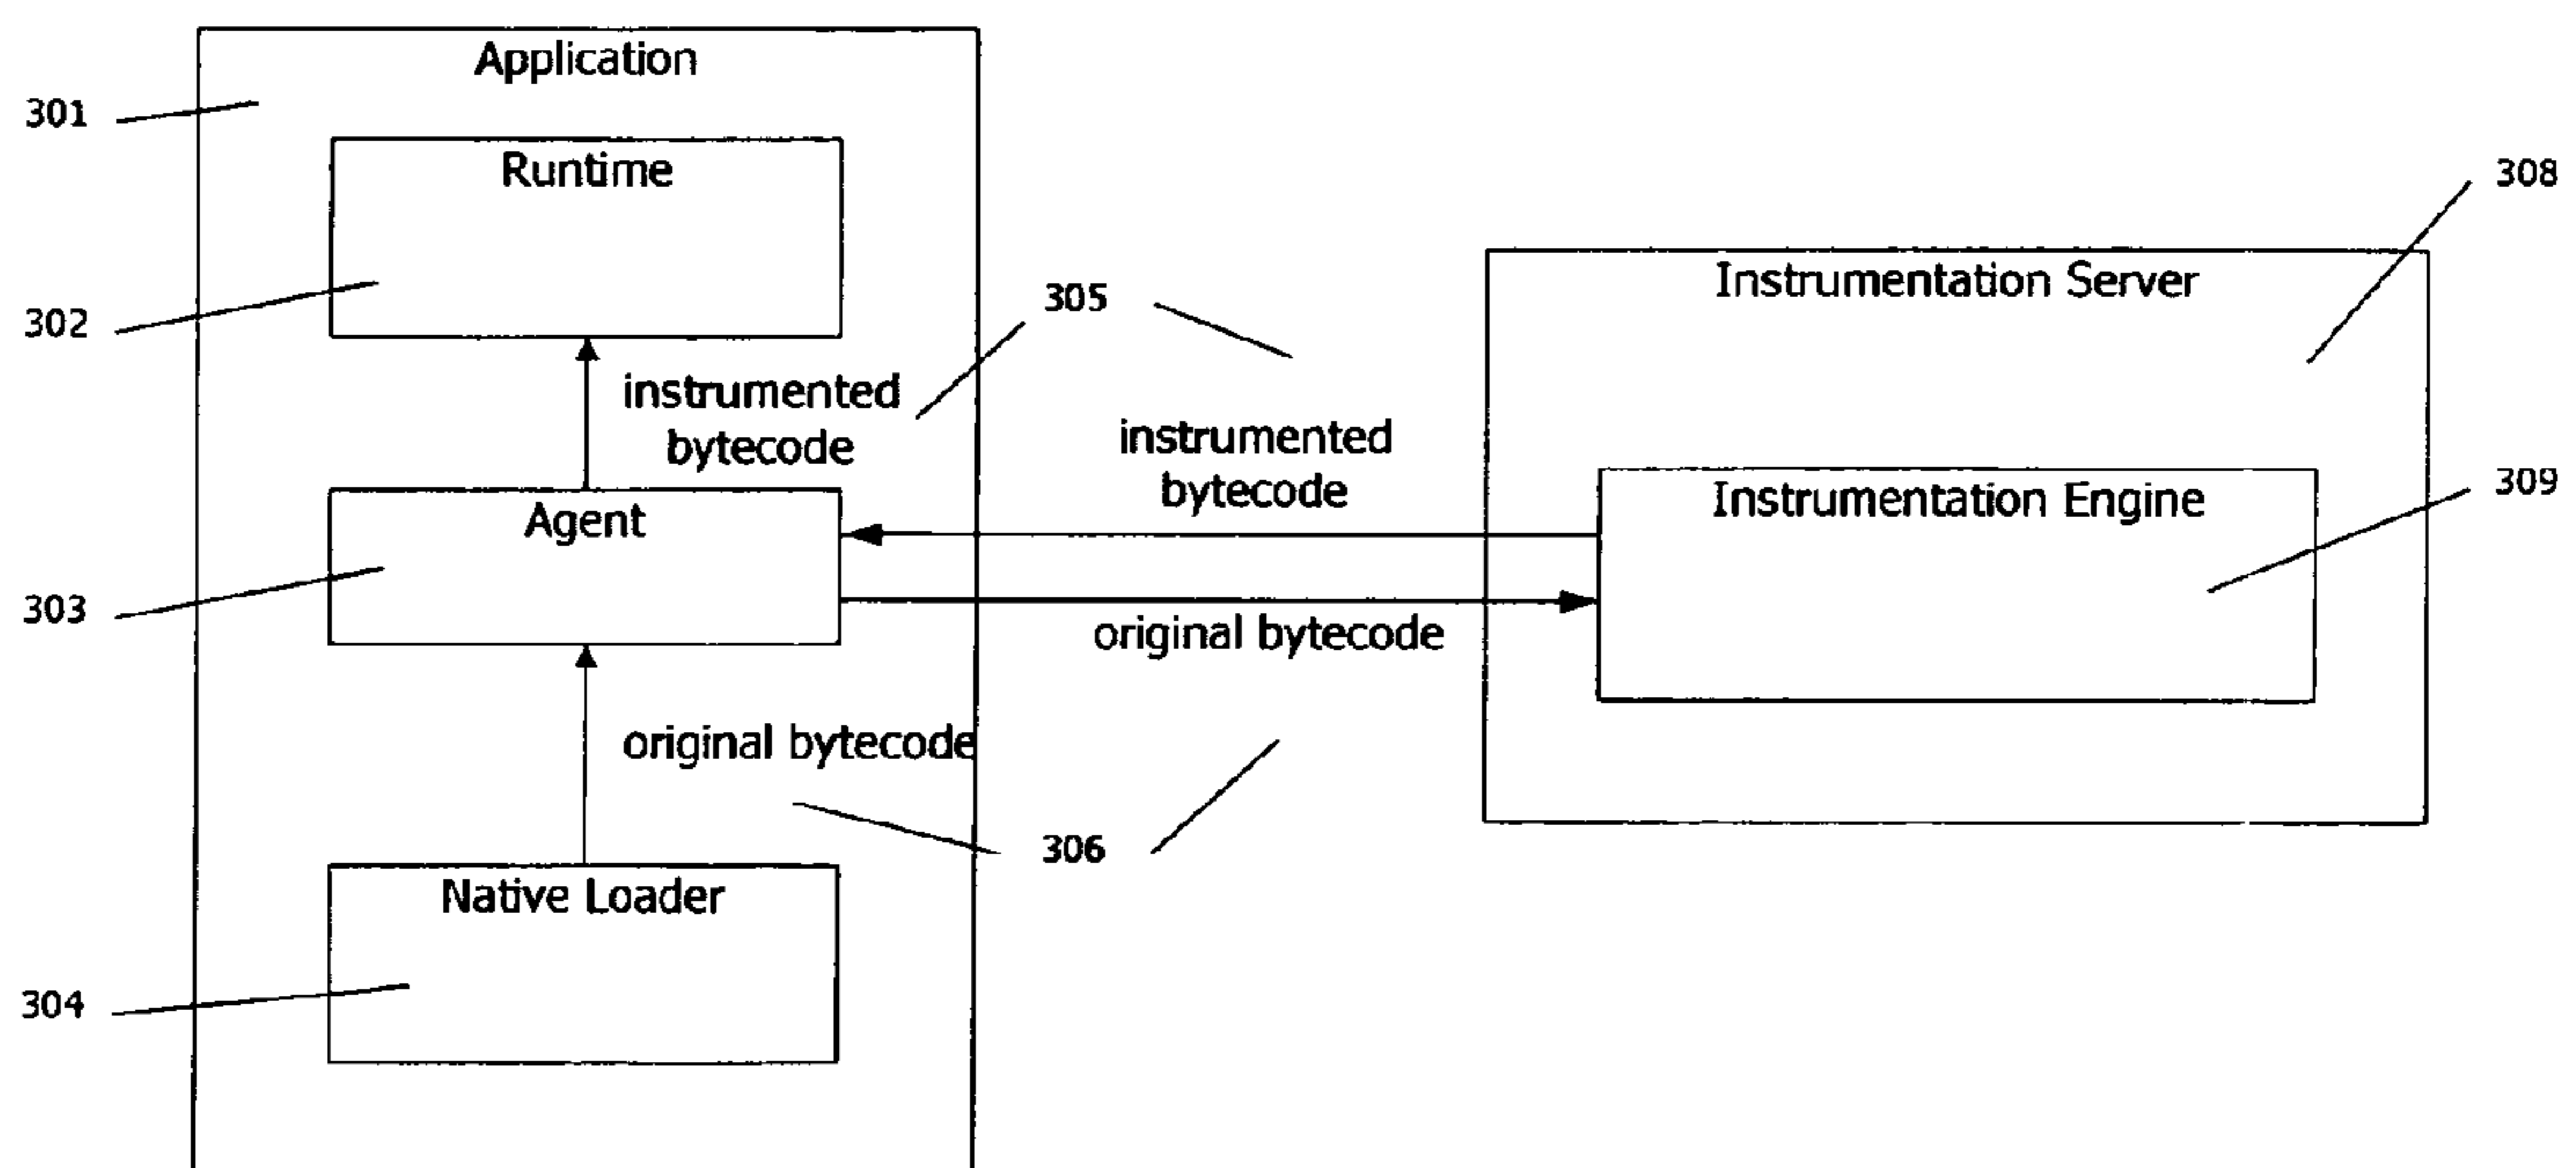 Application
301
Runtime
308
302
305
Instrumentation Server
instrumented
bytecode
instrumented
bytecode
Agent
Instrumentation Engine
309
303
original bytecode
original bytecode
306
Native Loader
304